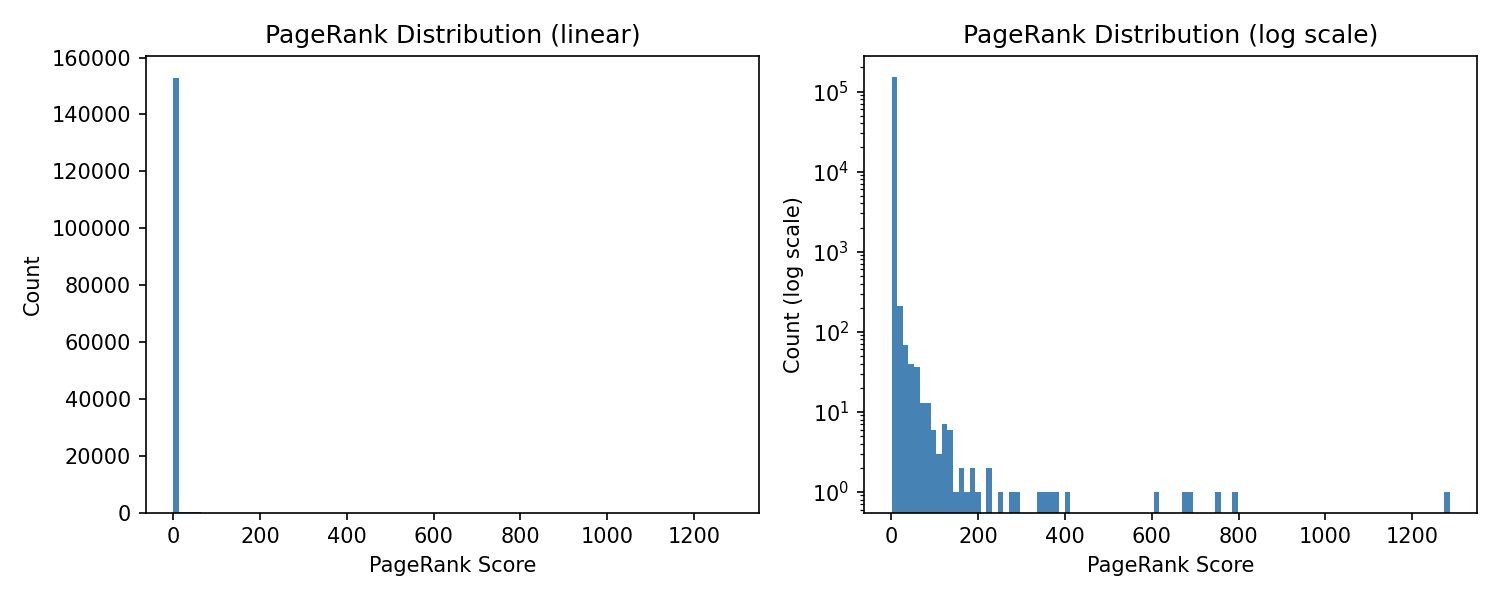 PageRank Distribution (linear)
Count
160000
140000
120000
100000
80000
60000
40000
20000
0
0 200 400 600 800 1000 1200
PageRank Score
PageRank Distribution (log scale)
Count (log scale)
10⁵
10⁴
10³
10²
10¹
10⁰
0 200 400 600 800 1000 1200
PageRank Score